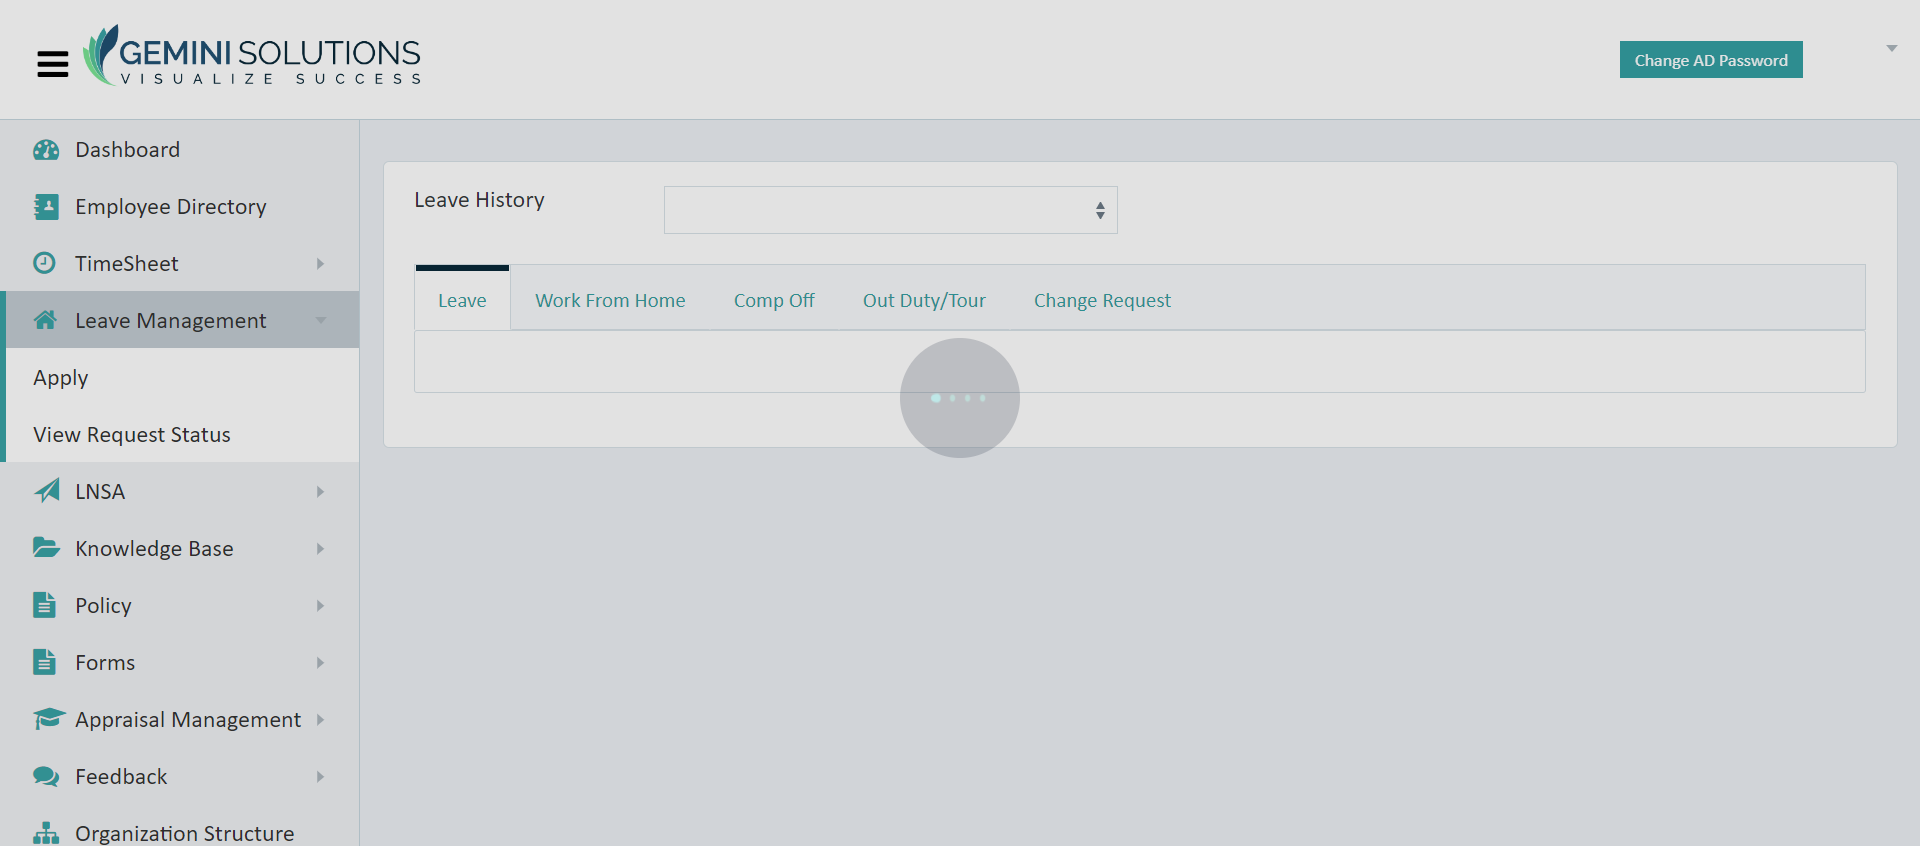 GEMINI SOLUTIONS
VISUALIZE SUCCESS
Change AD Password
Dashboard
Employee Directory
TimeSheet
Leave Management
Apply
View Request Status
LNSA
Knowledge Base
Policy
Forms
Appraisal Management
Feedback
Organization Structure
Leave History
Leave Work From Home Comp Off Out Duty/Tour Change Request